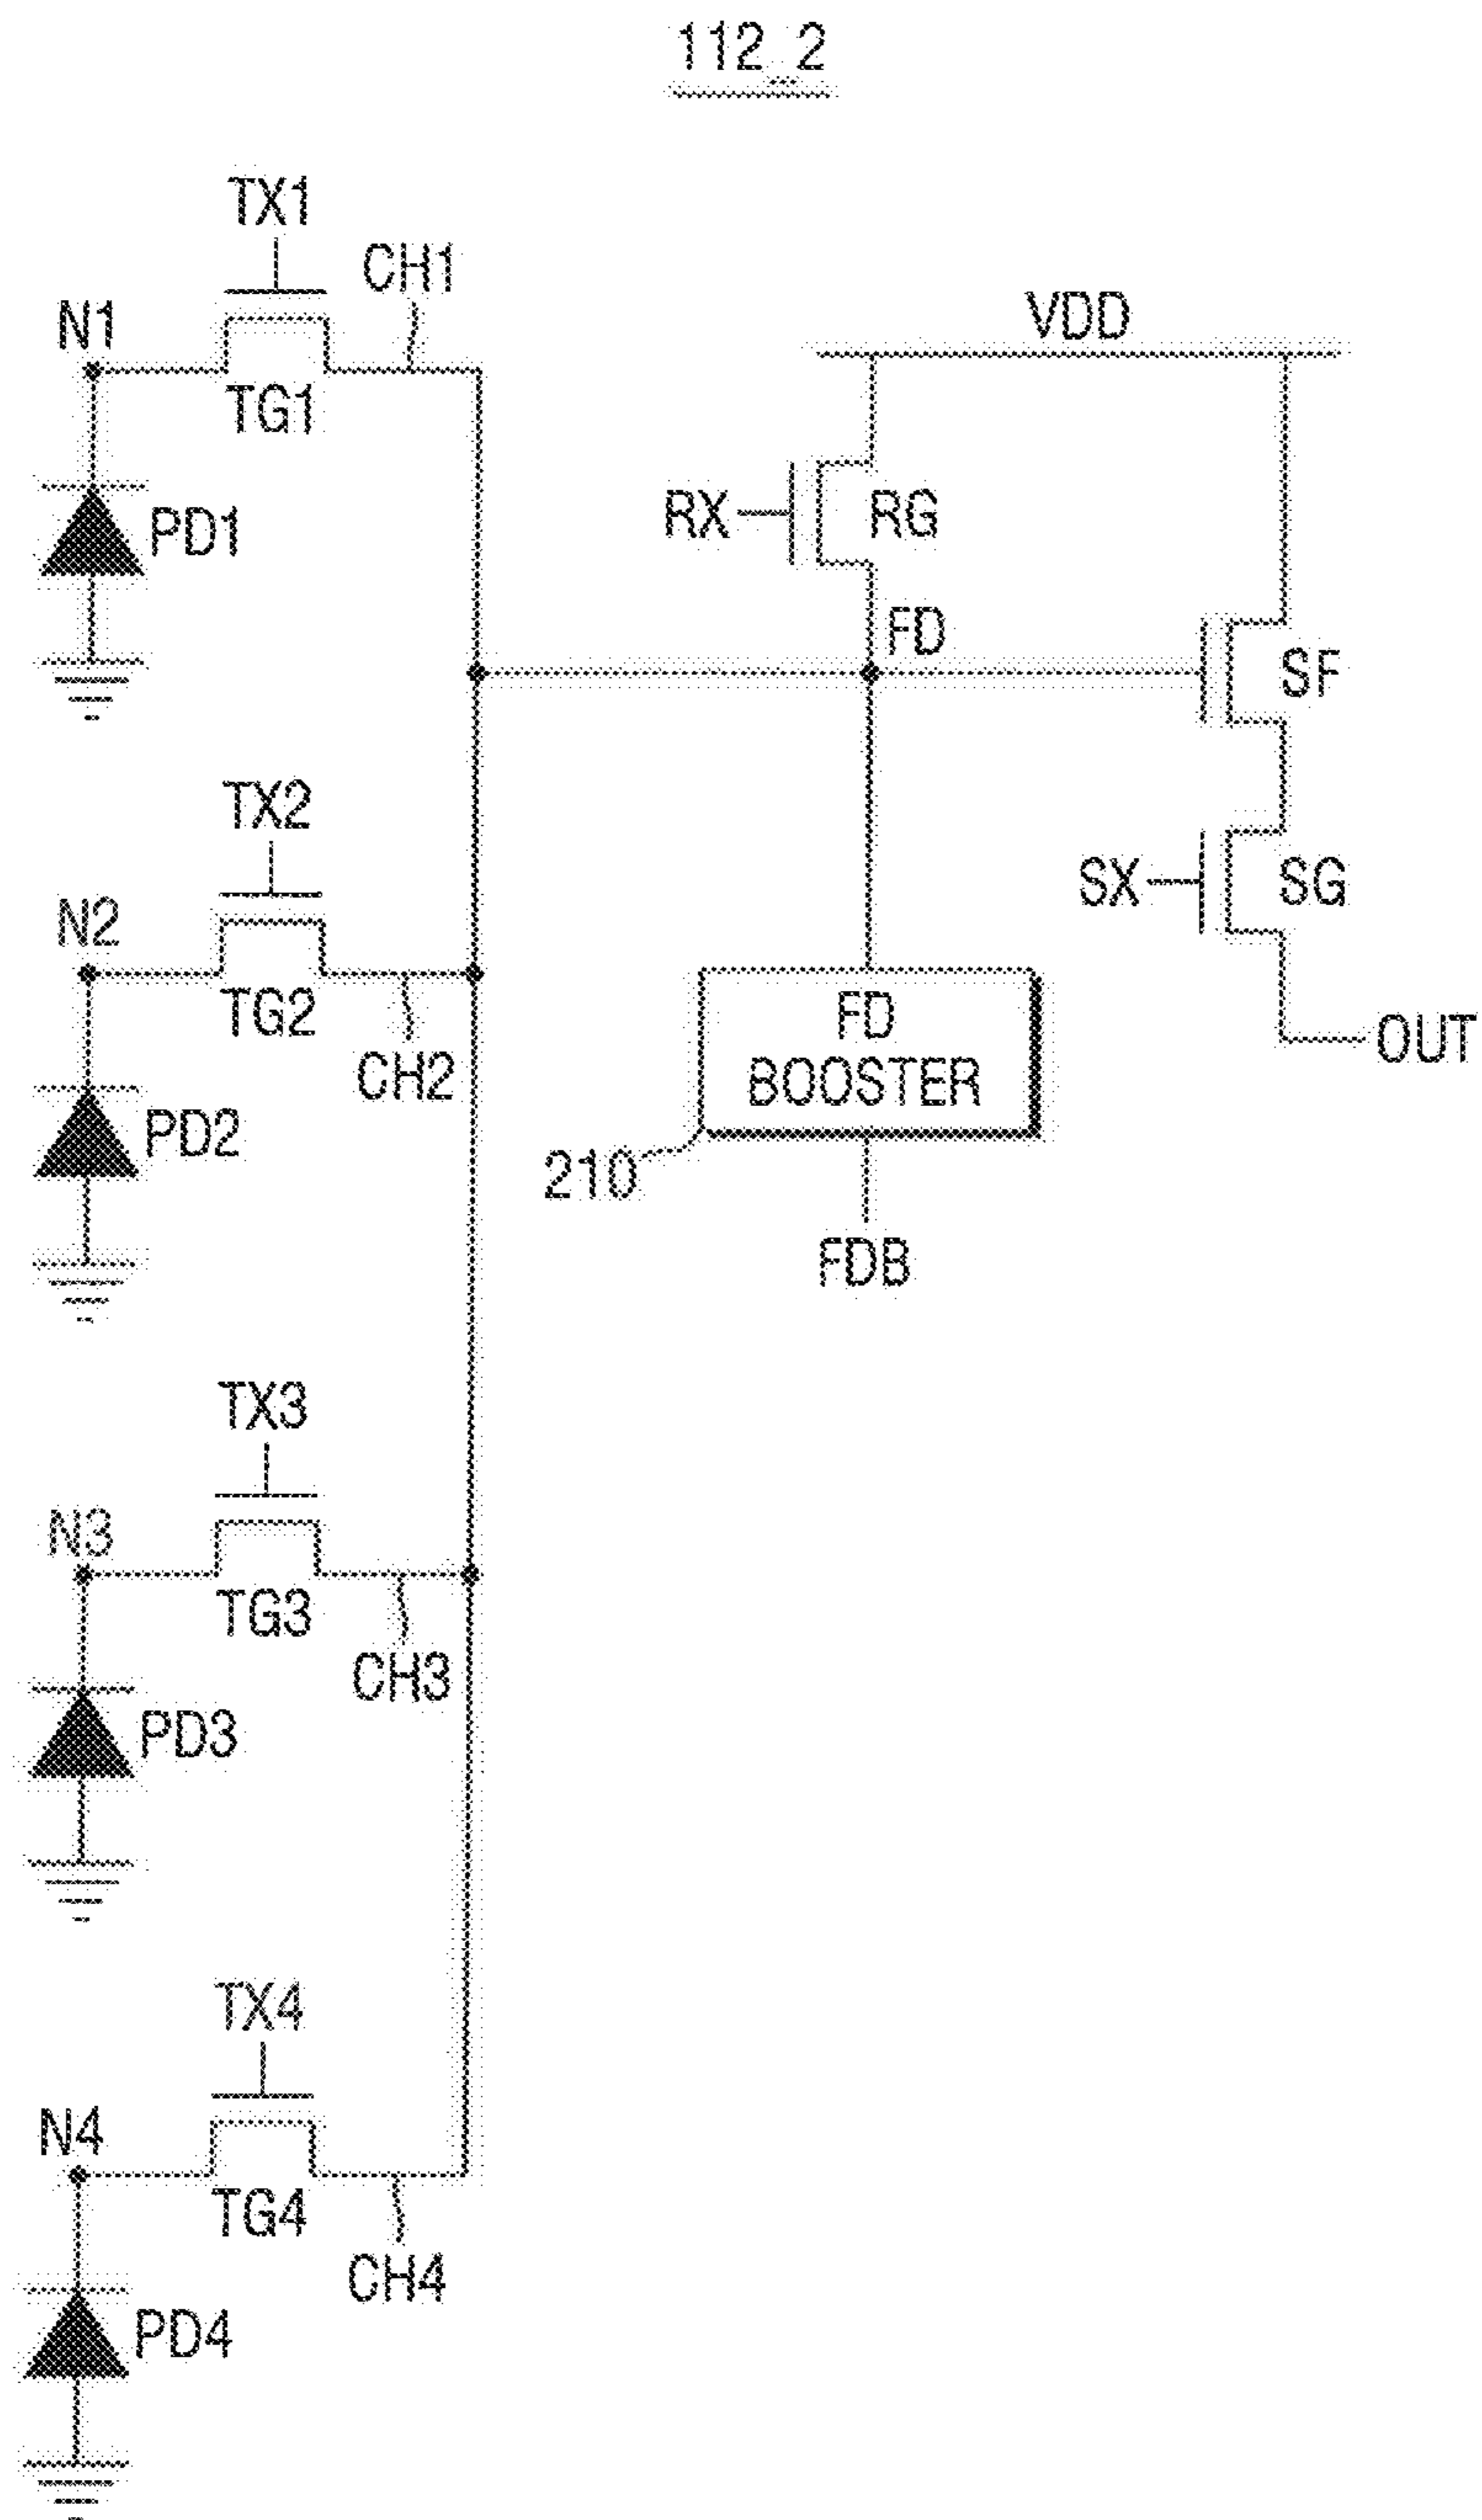 112_2
TX1
CH1
N1
TG1
PD1
VDD
RX
RG
FD
SF
TX2
N2
TG2
CH2
PD2
SX
SG
OUT
FD
BOOSTER
210
FDB
TX3
N3
TG3
CH3
PD3
TX4
N4
TG4
CH4
PD4